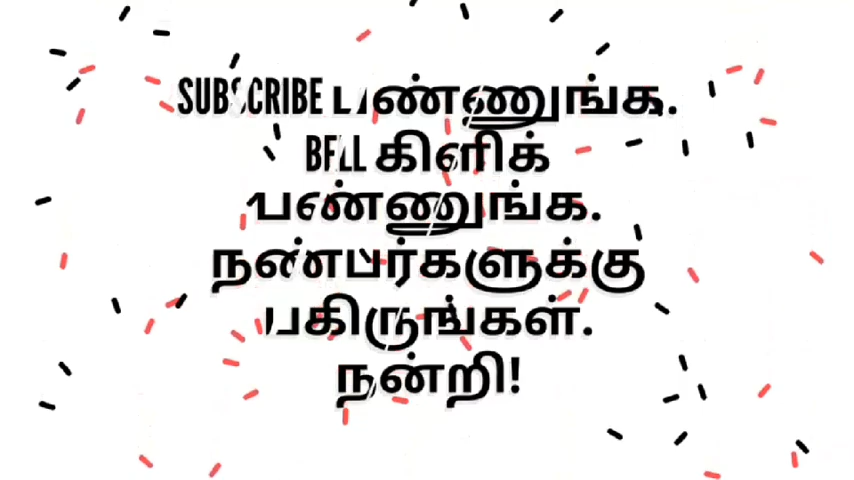 SUBSCRIBE பண்ணுங்க.
BELL கிளிக்
பண்ணுங்க.
நண்பர்களுக்கு
பகிருங்கள்.
நன்றி!